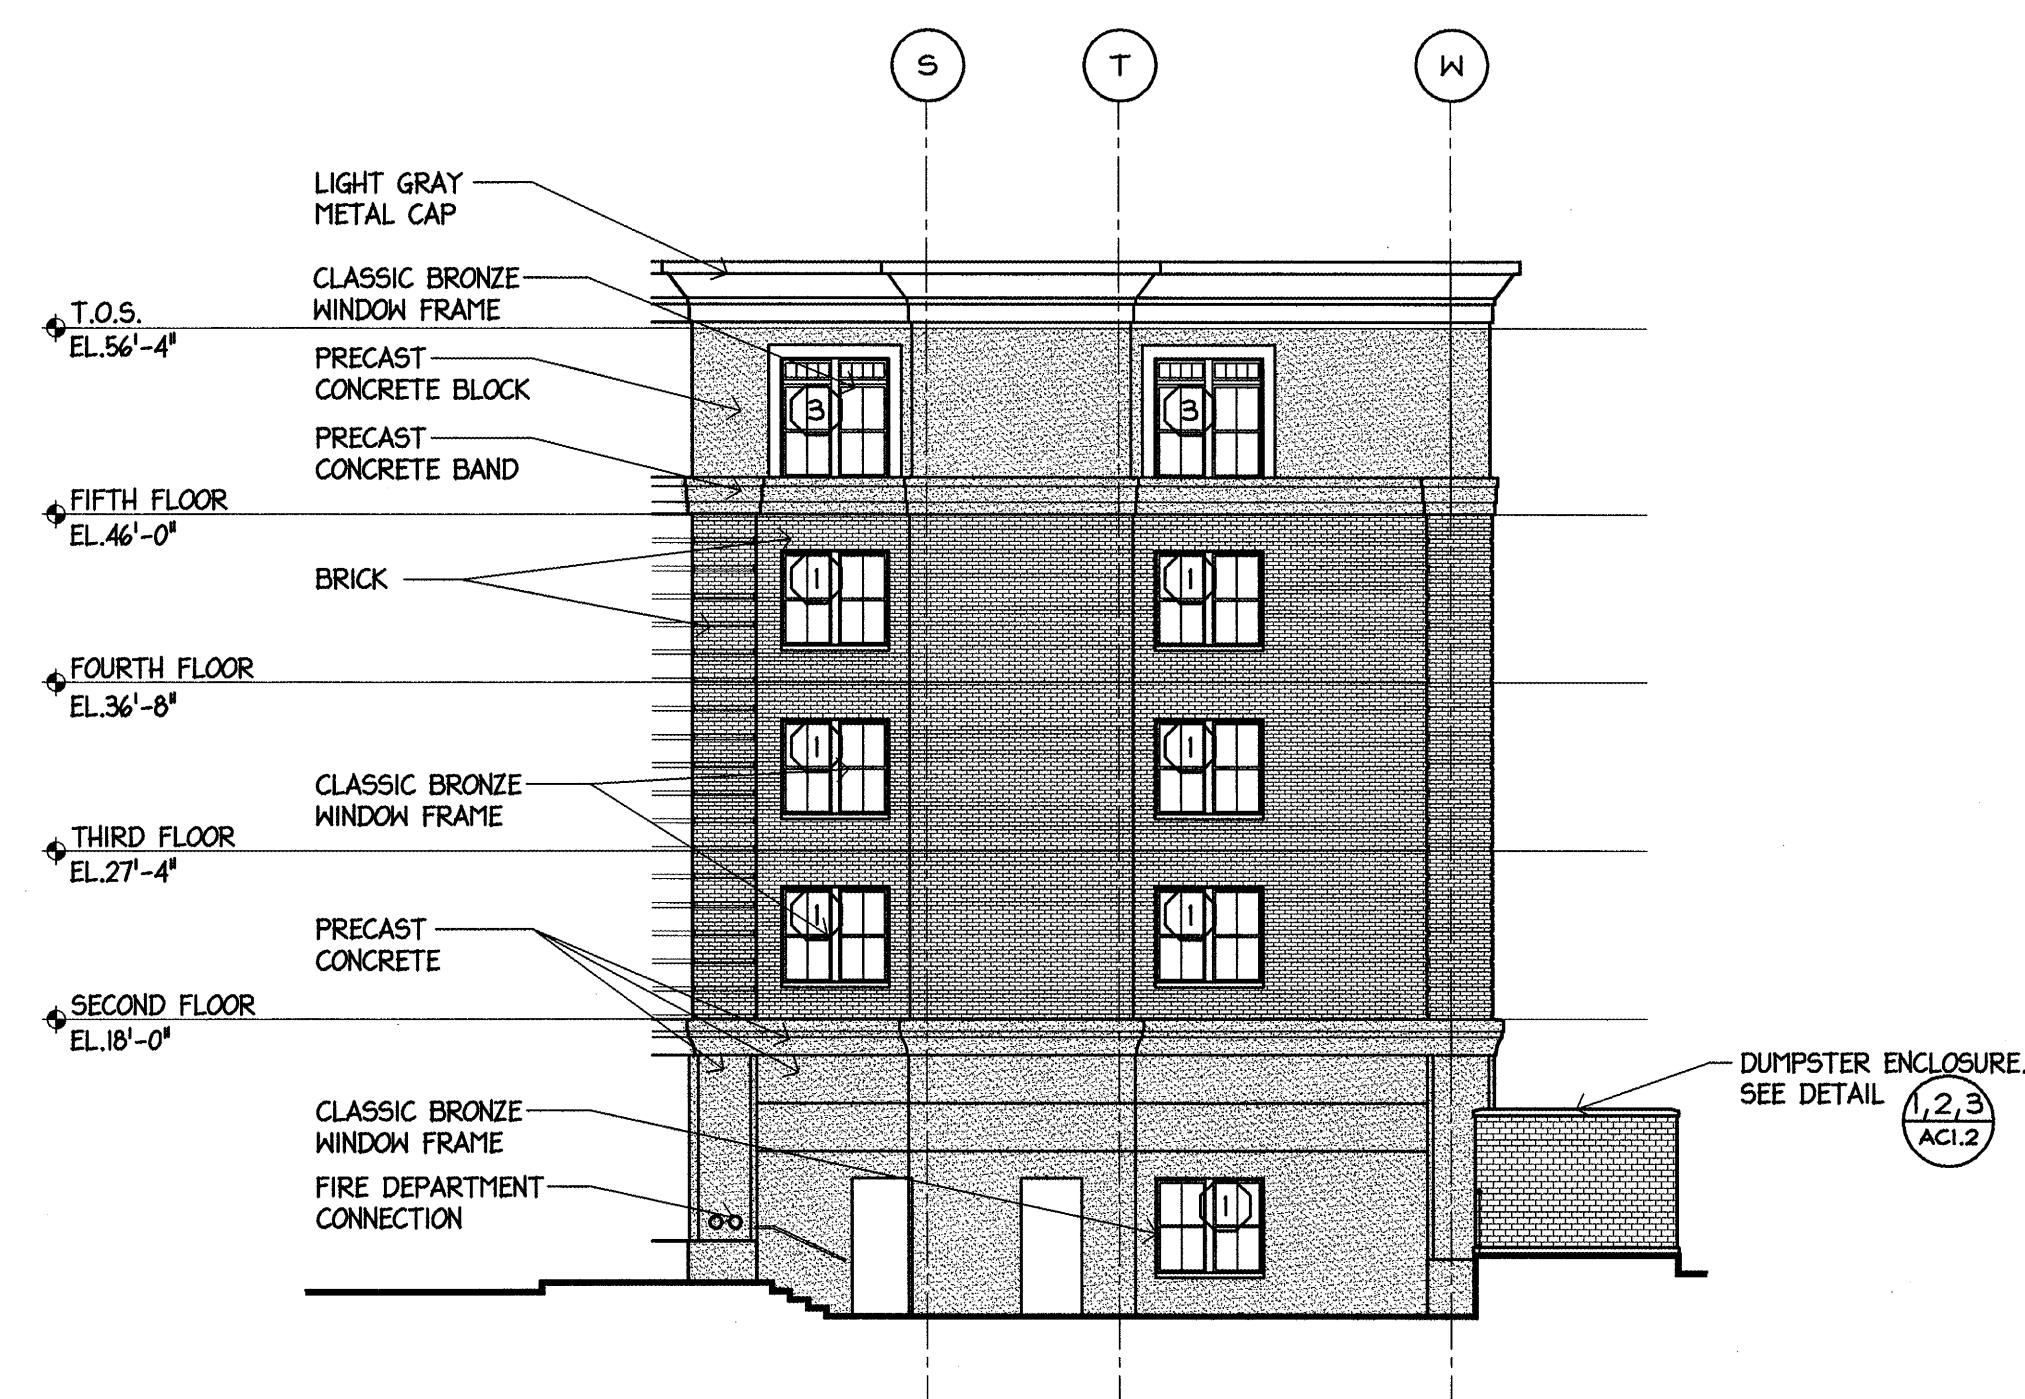 S
T
W
LIGHT GRAY
METAL CAP
CLASSIC BRONZE
WINDOW FRAME
T.O.S.
EL.56'-4"
PRECAST
CONCRETE BLOCK
3
3
PRECAST
CONCRETE BAND
FIFTH FLOOR
EL.46'-0"
BRICK
1
1
FOURTH FLOOR
EL.36'-8"
1
1
CLASSIC BRONZE
WINDOW FRAME
THIRD FLOOR
EL.27'-4"
1
1
PRECAST
CONCRETE
SECOND FLOOR
EL.18'-0"
DUMPSTER ENCLOSURE.
SEE DETAIL
1,2,3
AC1.2
CLASSIC BRONZE
WINDOW FRAME
FIRE DEPARTMENT
CONNECTION
1